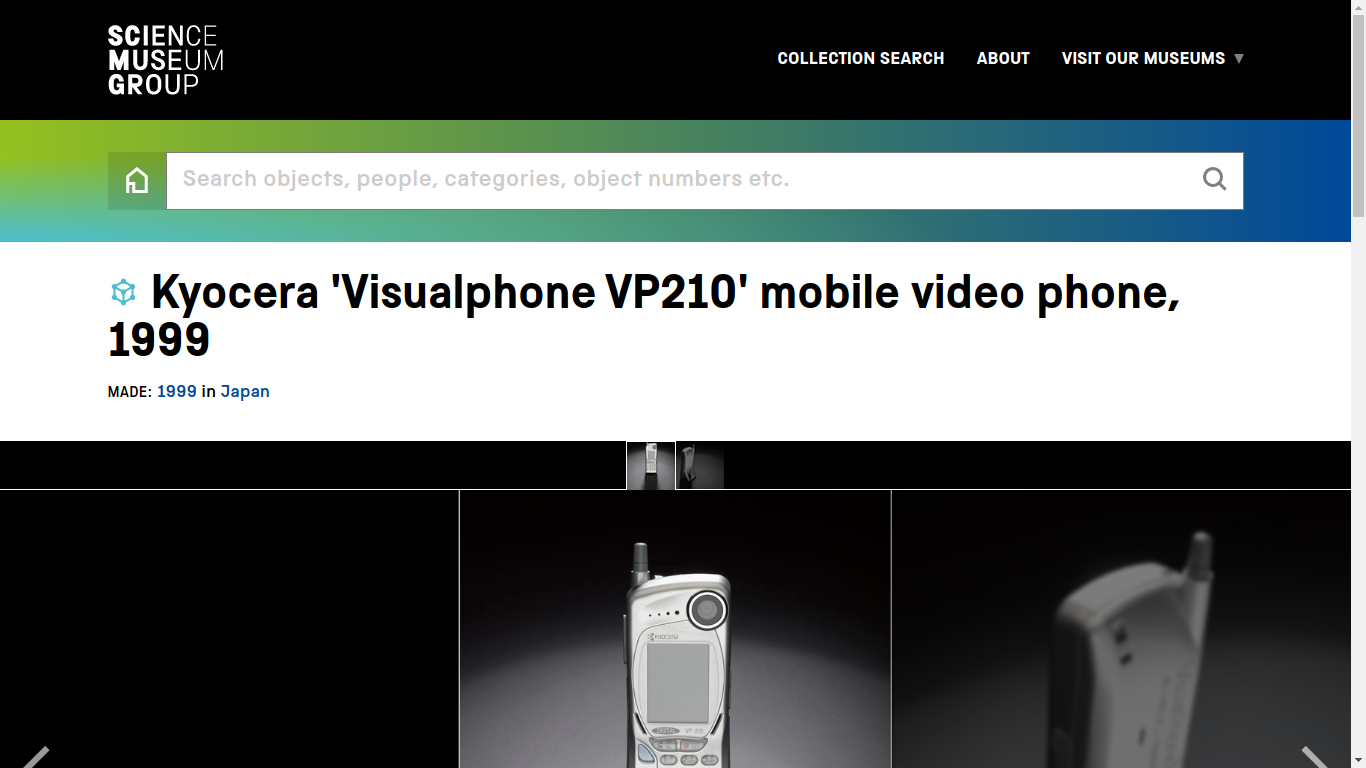 SCIENCE
MUSEUM
GROUP
COLLECTION SEARCH ABOUT VISIT OUR MUSEUMS
Search objects, people, categories, object numbers etc.
Kyocera 'Visualphone VP210' mobile video phone,
1999
MADE: 1999 in Japan
KYOCERA
DIGITAL VP-210